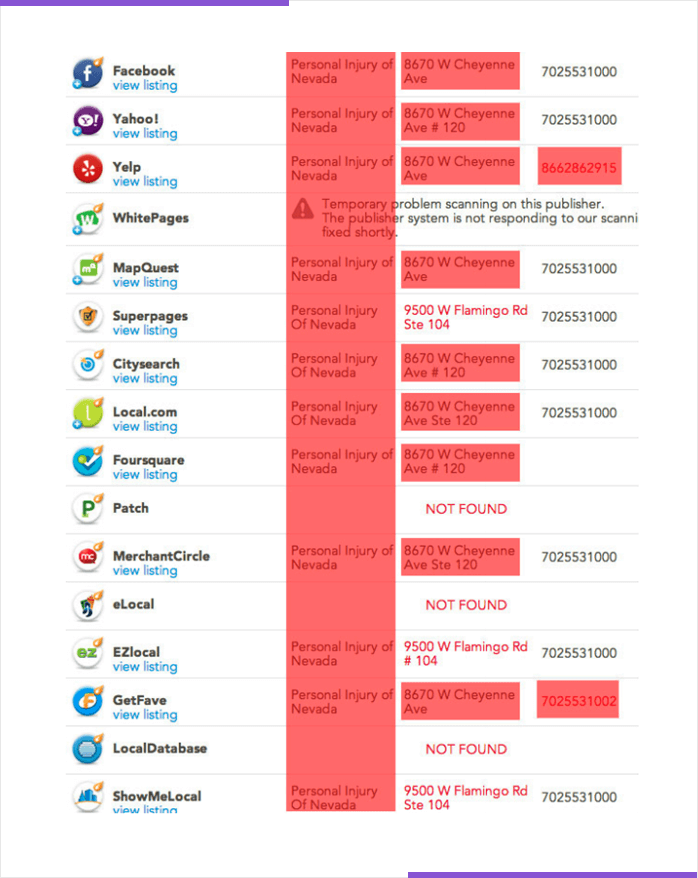 Facebook
view listing
Personal Injury of
Nevada
8670 W Cheyenne
Ave
7025531000
Yahoo!
view listing
Personal Injury of
Nevada
8670 W Cheyenne
Ave # 120
7025531000
Yelp
view listing
Personal Injury of
Nevada
8670 W Cheyenne
Ave
8662862915
WhitePages
Temporary problem scanning on this publisher.
The publisher system is not responding to our scanni
fixed shortly.
MapQuest
view listing
Personal Injury of
Nevada
8670 W Cheyenne
Ave
7025531000
Superpages
view listing
Personal Injury
Of Nevada
9500 W Flamingo Rd
Ste 104
7025531000
Citysearch
view listing
Personal Injury
Of Nevada
8670 W Cheyenne
Ave # 120
7025531000
Local.com
view listing
Personal Injury
Of Nevada
8670 W Cheyenne
Ave Ste 120
7025531000
Foursquare
view listing
Personal Injury of
Nevada
8670 W Cheyenne
Ave # 120
Patch
NOT FOUND
MerchantCircle
view listing
Personal Injury of
Nevada
8670 W Cheyenne
Ave Ste 120
7025531000
eLocal
NOT FOUND
EZlocal
view listing
Personal Injury of
Nevada
9500 W Flamingo Rd
# 104
7025531000
GetFave
view listing
Personal Injury of
Nevada
8670 W Cheyenne
Ave
7025531002
LocalDatabase
NOT FOUND
ShowMeLocal
view listing
Personal Injury
Of Nevada
9500 W Flamingo Rd
Ste 104
7025531000